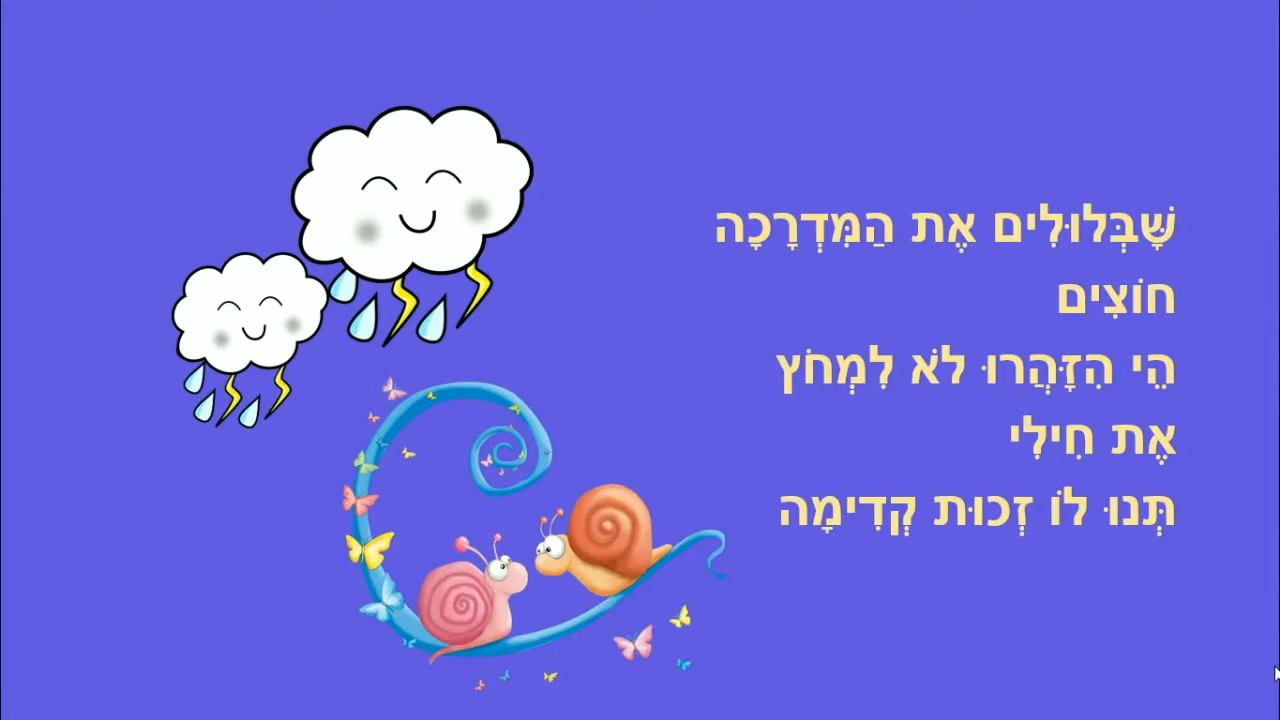 שָּׁבְּלוּלִים אֶת הַמִּדְרָכָה
חוֹצִים
הֵי הִזָּהֲרוּ לֹא לִמְחֹץ
אֶת חִילִי
תְּנוּ לוֹ זְכוּת קְדִימָה